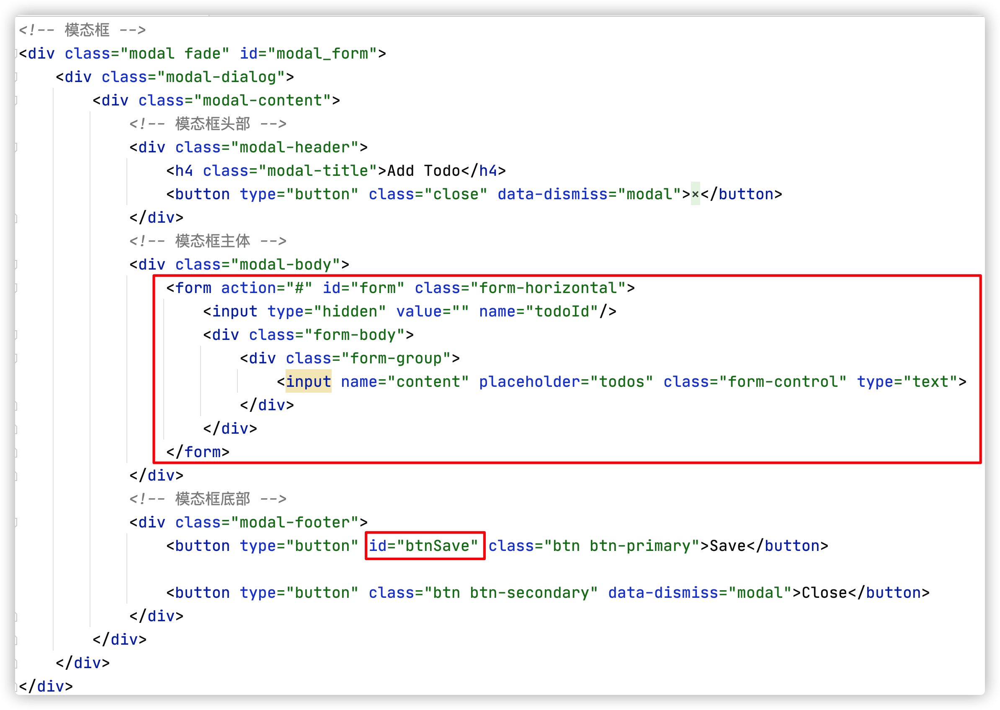 <!-- 模态框 -->
<div class="modal fade" id="modal_form">
    <div class="modal-dialog">
        <div class="modal-content">
            <!-- 模态框头部 -->
            <div class="modal-header">
                <h4 class="modal-title">Add Todo</h4>
                <button type="button" class="close" data-dismiss="modal">×</button>
            </div>
            <!-- 模态框主体 -->
            <div class="modal-body">
                <form action="#" id="form" class="form-horizontal">
                    <input type="hidden" value="" name="todoId"/>
                    <div class="form-body">
                        <div class="form-group">
                            <input name="content" placeholder="todos" class="form-control" type="text">
                        </div>
                    </div>
                </form>
            </div>
            <!-- 模态框底部 -->
            <div class="modal-footer">
                <button type="button" id="btnSave" class="btn btn-primary">Save</button>
                <button type="button" class="btn btn-secondary" data-dismiss="modal">Close</button>
            </div>
        </div>
    </div>
</div>